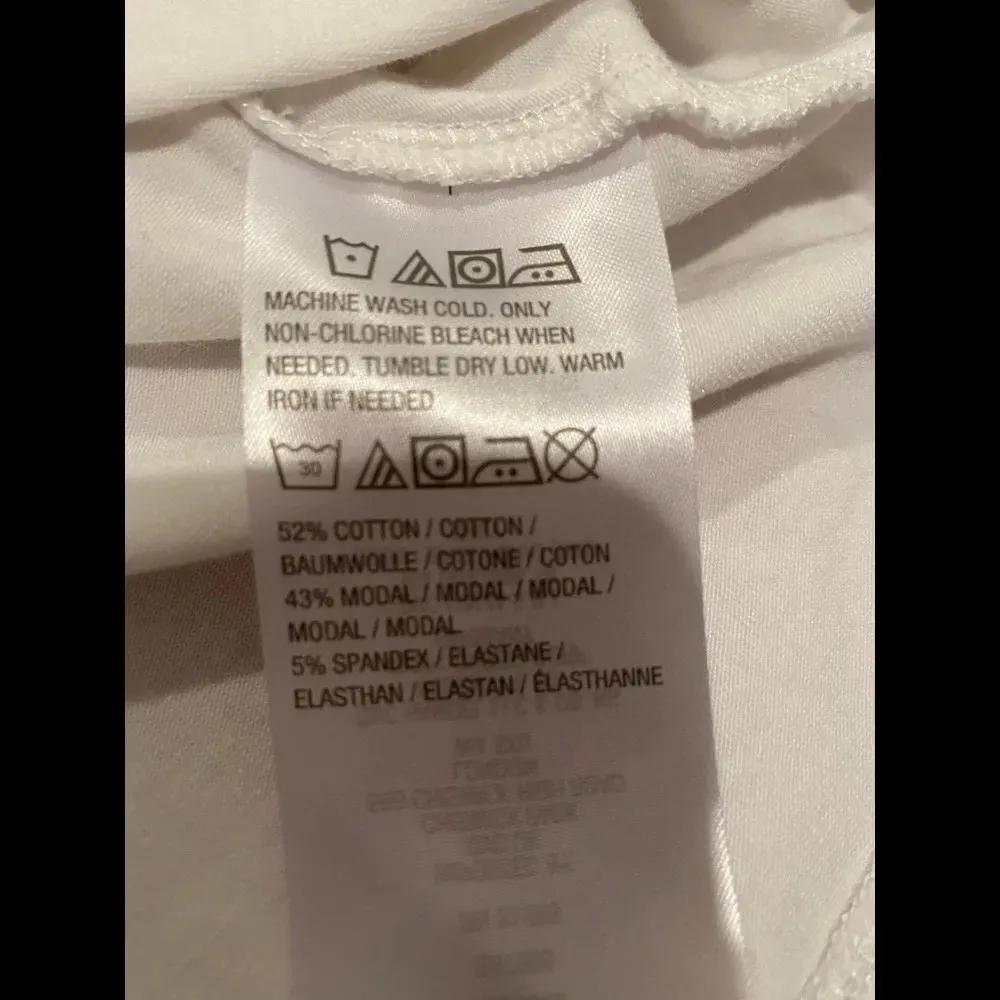 MACHINE WASH COLD. ONLY
NON-CHLORINE BLEACH WHEN
NEEDED. TUMBLE DRY LOW. WARM
IRON IF NEEDED
30
52% COTTON / COTTON /
BAUMWOLLE / COTONE / COTON
43% MODAL / MODAL / MODAL /
MODAL / MODAL
5% SPANDEX / ELASTANE /
ELASTHAN / ELASTAN / ÉLASTHANNE